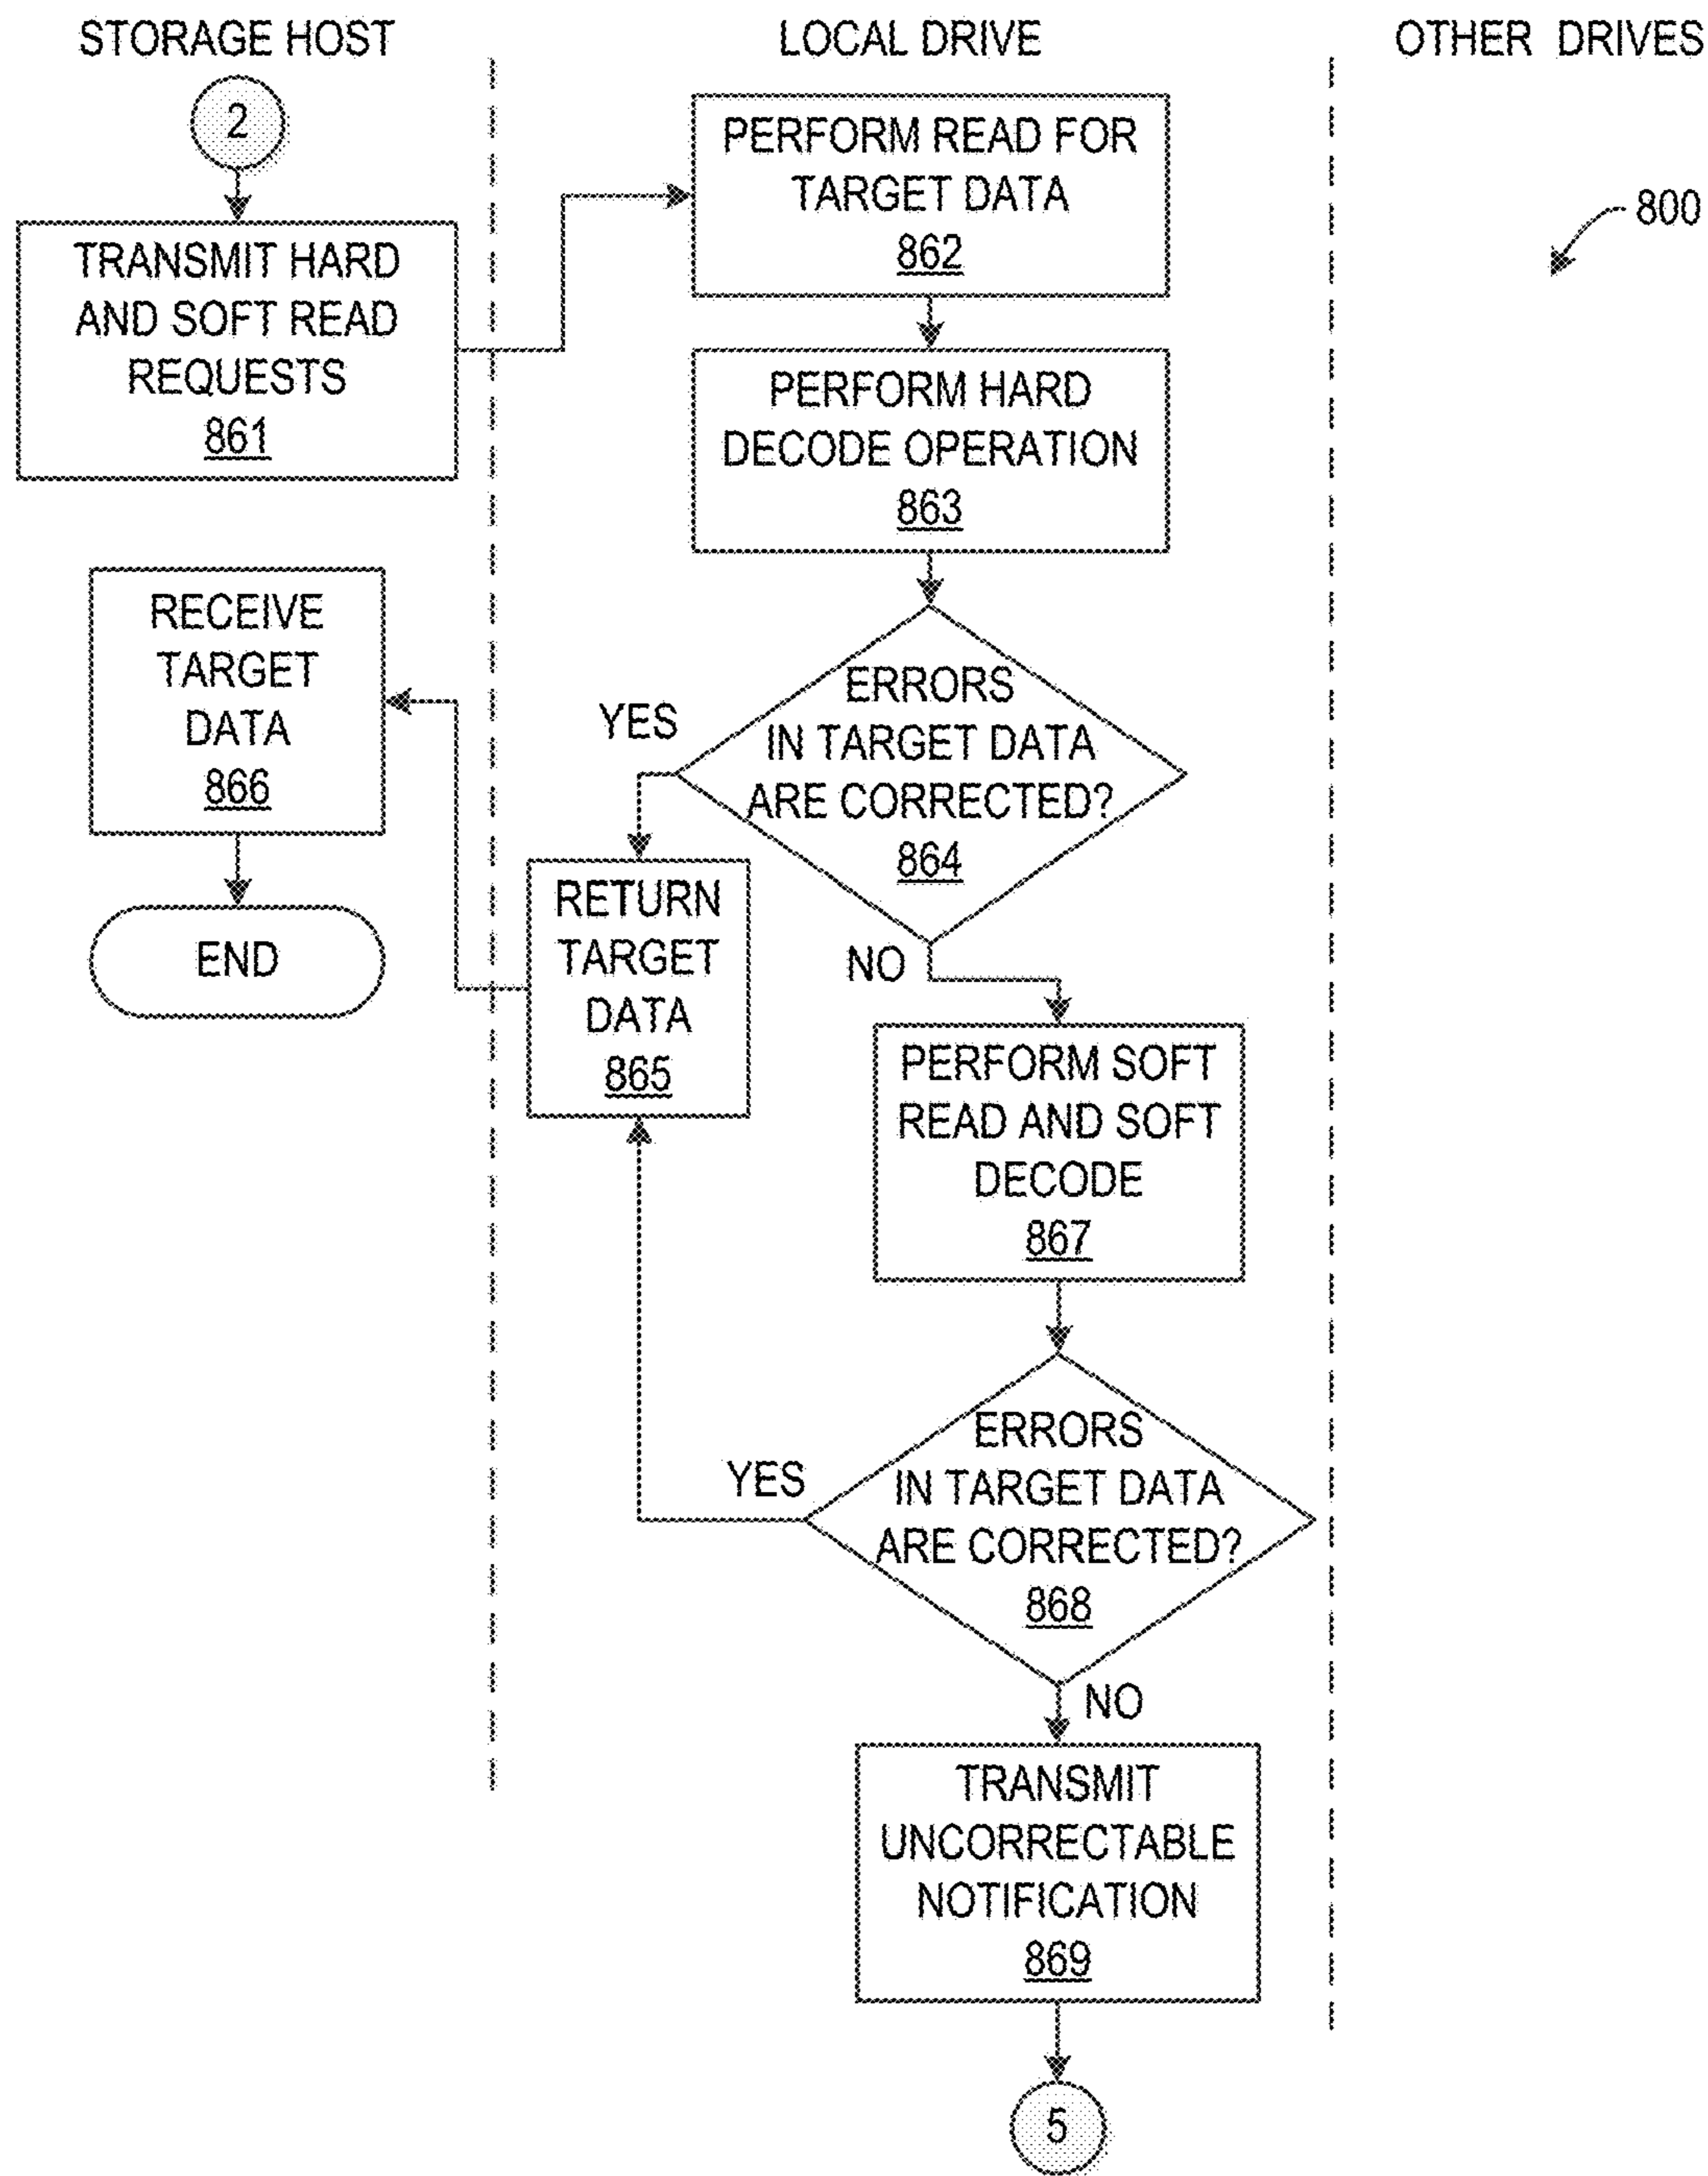 STORAGE HOST
LOCAL DRIVE
OTHER DRIVES
2
TRANSMIT HARD
AND SOFT READ
REQUESTS
861
PERFORM READ FOR
TARGET DATA
862
800
PERFORM HARD
DECODE OPERATION
863
ERRORS
IN TARGET DATA
ARE CORRECTED?
864
YES
NO
RETURN
TARGET
DATA
865
RECEIVE
TARGET
DATA
866
END
PERFORM SOFT
READ AND SOFT
DECODE
867
ERRORS
IN TARGET DATA
ARE CORRECTED?
868
YES
NO
TRANSMIT
UNCORRECTABLE
NOTIFICATION
869
5